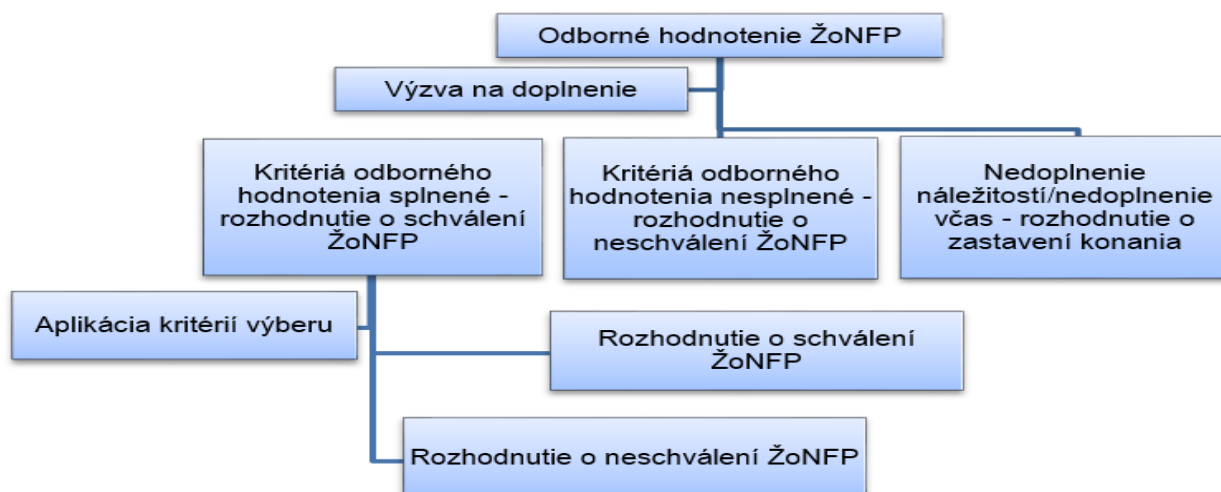 Odborné hodnotenie ŽoNFP
Výzva na doplnenie
Kritériá odborného
hodnotenia splnené -
rozhodnutie o schválení
ŽoNFP
Kritériá odborného
hodnotenia nesplnené -
rozhodnutie o
neschválení ŽoNFP
Nedoplnenie
náležitostí/nedoplnenie
včas - rozhodnutie o
zastavení konania
Aplikácia kritérií výberu
Rozhodnutie o schválení
ŽoNFP
Rozhodnutie o neschválení ŽoNFP